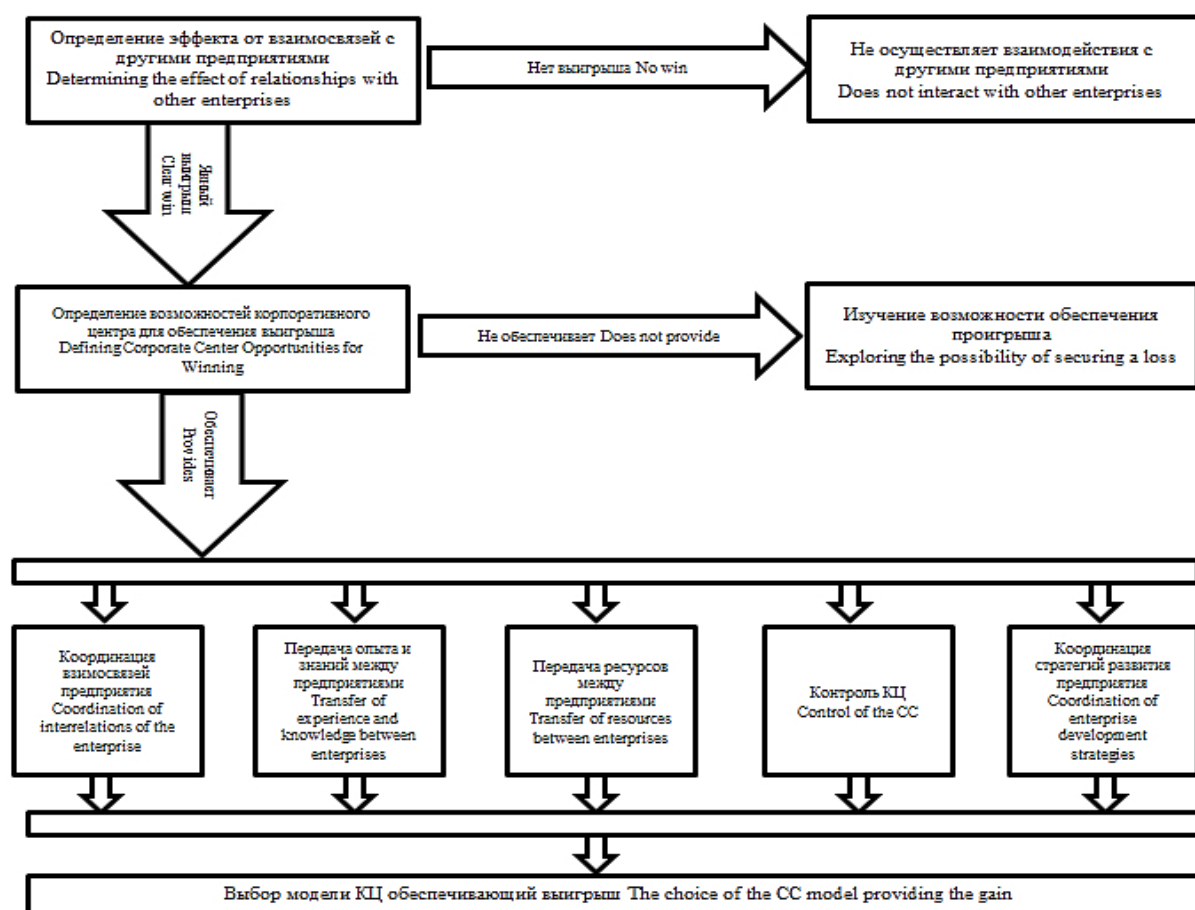 Определение эффекта от взаимосвязей с
другими предприятиями
Determining the effect of relationships with
other enterprises
Нет выигрыша No win
Не осуществляет взаимодействия с
другими предприятиями
Does not interact with other enterprises
Явный
выигрыш
Clear win
Определение возможностей корпоративного
центра для обеспечения выигрыша
Defining Corporate Center Opportunities for
Winning
Не обеспечивает Does not provide
Изучение возможности обеспечения
проигрыша
Exploring the possibility of securing a loss
Обеспечивает
Provides
Координация
взимосвязей
предприятия
Coordination of
interrelations of the
enterprise
Передача опыта и
знаний между
предприятиями
Transfer of
experience and
knowledge between
enterprises
Передача ресурсов
между
предприятиями
Transfer of resources
between enterprises
Контроль КЦ
Control of the CC
Координация
стратегий развития
предприятия
Coordination of
enterprise
development
strategies
Выбор модели КЦ обеспечивающий выигрыш The choice of the CC model providing the gain